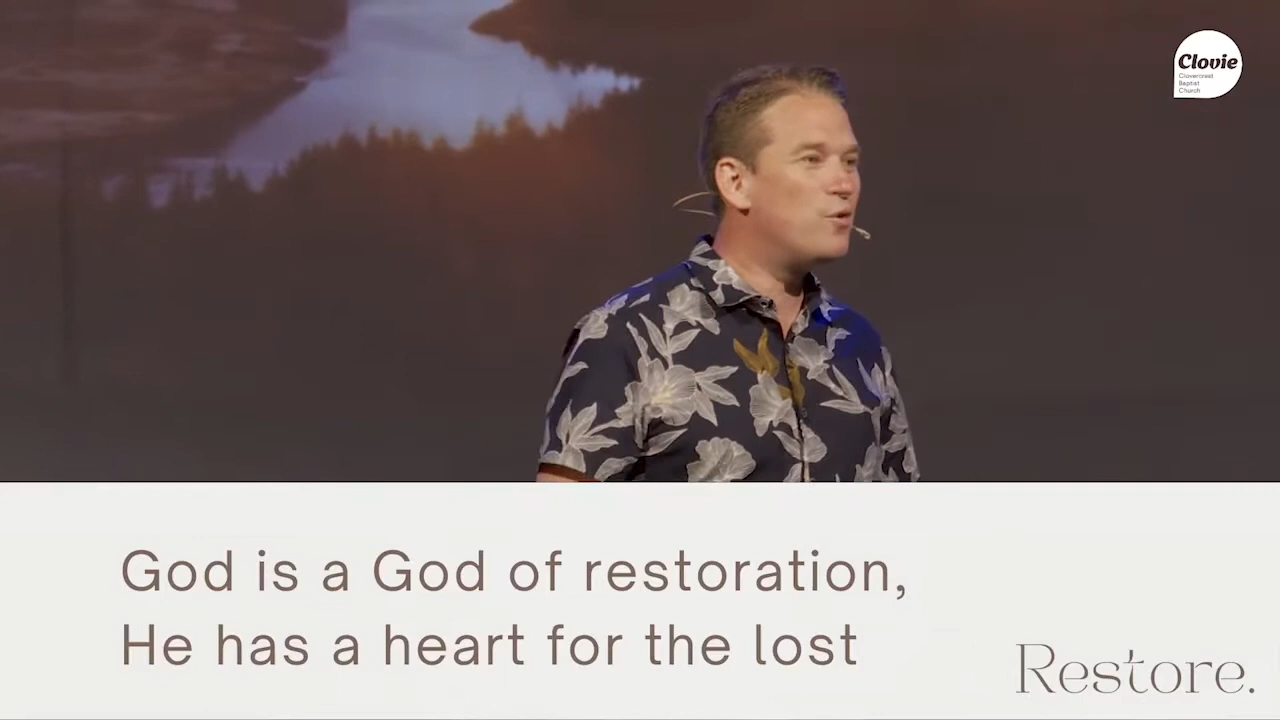 Clovie
Clovercrest
Baptist
Church
God is a God of restoration,
He has a heart for the lost
Restore.